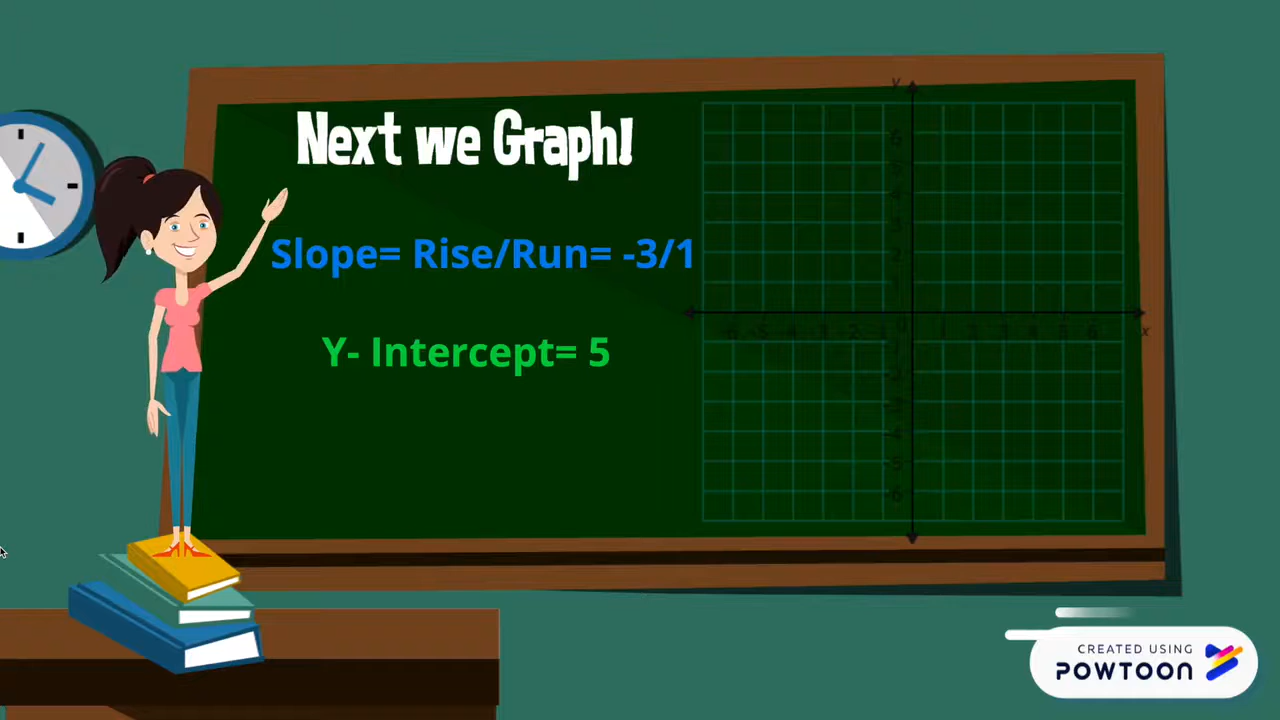 Next we Graph!
Slope= Rise/Run= -3/1
Y- Intercept= 5
y
x
CREATED USING
POWTOON